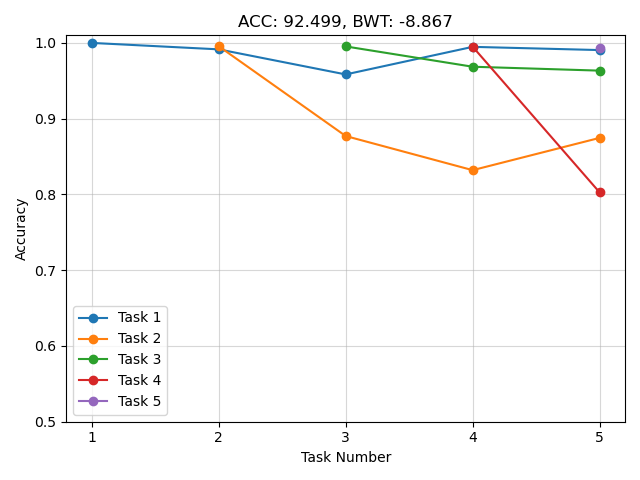 ACC: 92.499, BWT: -8.867
1.0
0.9
0.8
0.7
0.6
0.5
Accuracy
Task 1
Task 2
Task 3
Task 4
Task 5
1 2 3 4 5
Task Number